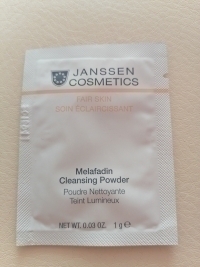 JANSSEN
COSMETICS
FAIR SKIN
SOIN ÉCLAIRCISSANT
Melafadin
Cleansing Powder
Poudre Nettoyante
Teint Lumineux
NET WT. 0.03 OZ. 1 g ℮